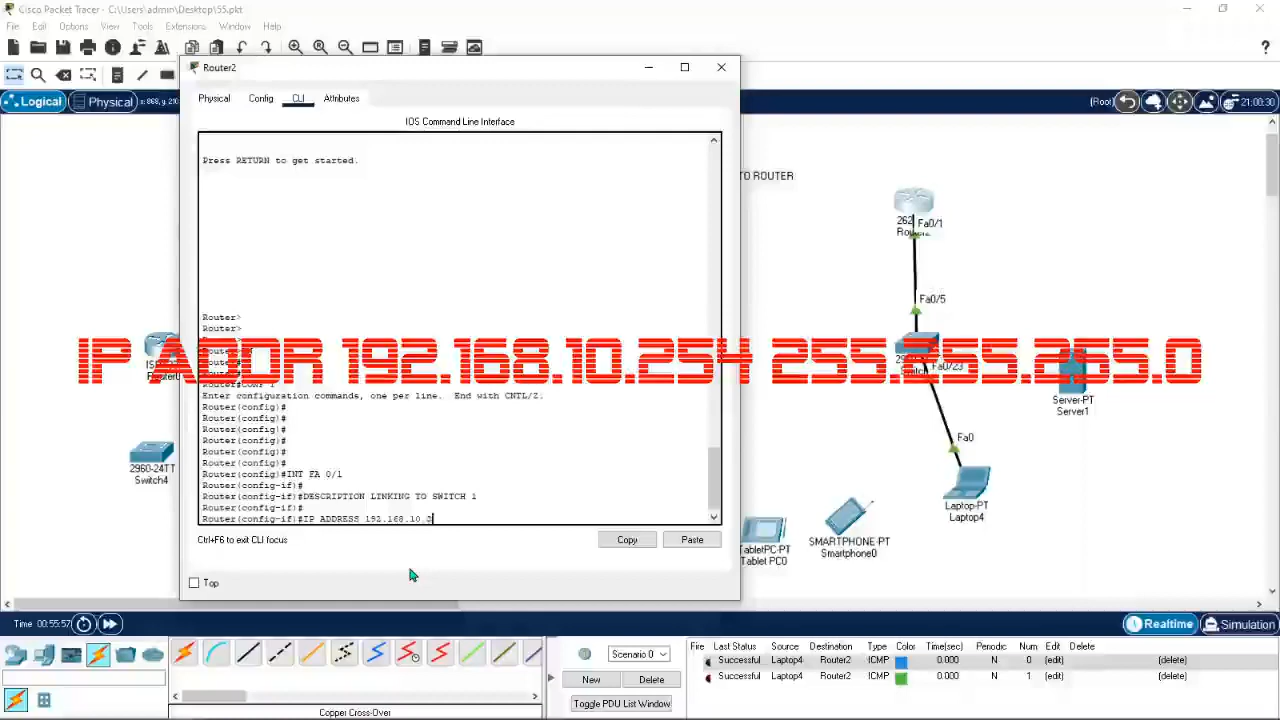 Cisco Packet Tracer - C:\Users\admin\Desktop\55.pkt
File Edit Options View Tools Extensions Window Help
Router2
Logical Physical x: 868, y: 210 (Root) 21:00:30
Physical Config CLI Attributes
IOS Command Line Interface
Press RETURN to get started.
TO ROUTER
Fa0/1
Fa0/5
Router>
Router>
IP ADDR 192.168.10.254 255.255.255.0
Enter configuration commands, one per line. End with CNTL/Z.
Router(config)#
Router(config)#
Router(config)#
Router(config)#
Router(config)#
Router(config)#
Router(config)#INT FA 0/1
Router(config-if)#
Router(config-if)#DESCRIPTION LINKING TO SWITCH 1
Router(config-if)#
Router(config-if)#IP ADDRESS 192.168.10.2
Fa0/23
Server-PT
Server1
2960-24TT
Switch4
Fa0
Laptop-PT
Laptop4
SMARTPHONE-PT
Smartphone0
TabletPC-PT
Tablet PC0
Ctrl+F6 to exit CLI focus
Copy Paste
Top
Time: 00:55:57
Realtime Simulation
Scenario 0
New Delete
Toggle PDU List Window
Copper Cross-Over
Fire Last Status Source Destination Type Color Time(sec) Periodic Num Edit Delete
Successful Laptop4 Router2 ICMP 0.000 N 0 (edit) (delete)
Successful Laptop4 Router2 ICMP 0.000 N 1 (edit) (delete)